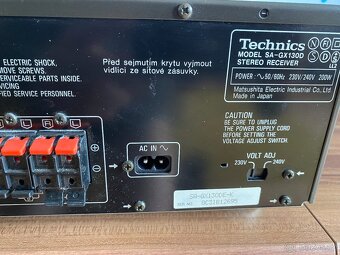 ELECTRIC SHOCK,
MOVE SCREWS.
SERVICEABLE PARTS INSIDE.
VICING
FIED SERVICE PERSONNEL.
Před sejmutím krytu vyjmout
vidlici ze síťové zásuvky.
Technics
MODEL SA-GX130D
STEREO RECEIVER
POWER: ∿50/60Hz 230V/240V 200W
Matsushita Electric Industrial Co., Ltd.
Made in Japan
CAUTION
BE SURE TO UNPLUG
THE POWER SUPPLY CORD
BEFORE SETTING THE
VOLTAGE ADJUST SWITCH.
L R L
AC IN ∿
VOLT ADJ
230V 240V
SA-GX130DE-K